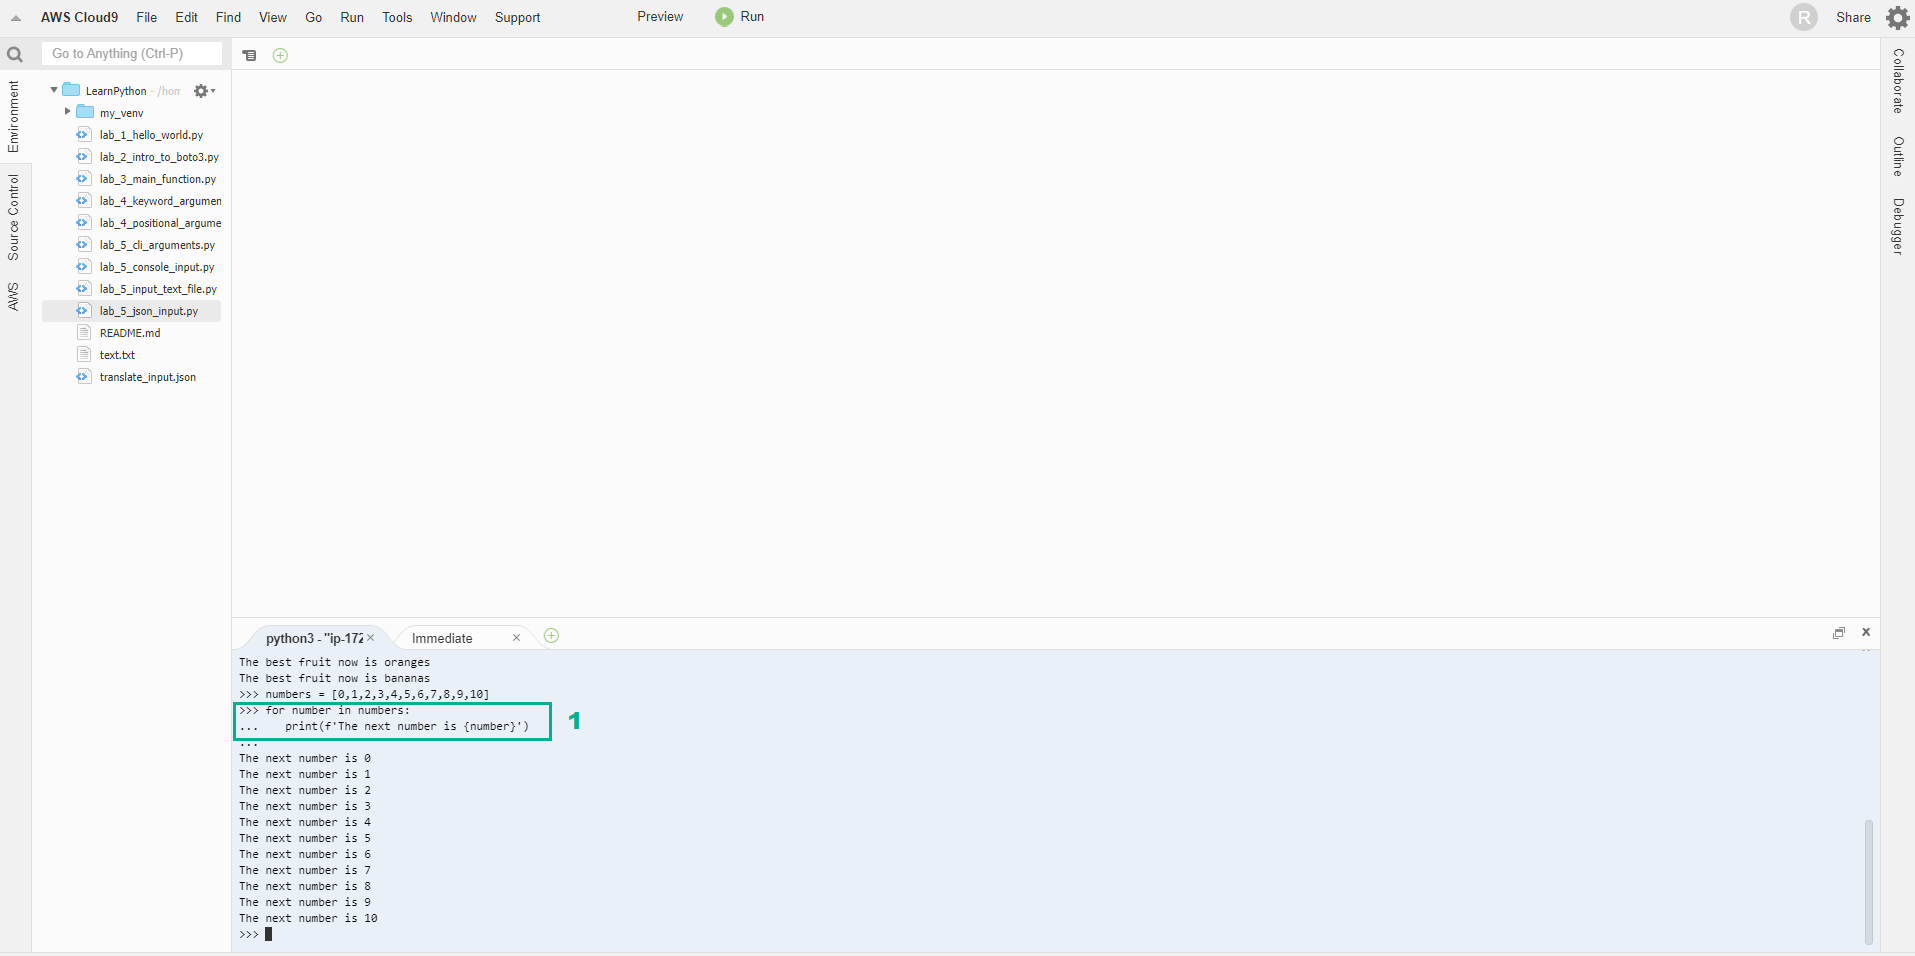 AWS Cloud9 File Edit Find View Go Run Tools Window Support Preview Run R Share
Go to Anything (Ctrl-P)
Environment
Source Control
AWS
LearnPython - /hom
my_venv
lab_1_hello_world.py
lab_2_intro_to_boto3.py
lab_3_main_function.py
lab_4_keyword_argumen
lab_4_positional_argume
lab_5_cli_arguments.py
lab_5_console_input.py
lab_5_input_text_file.py
lab_5_json_input.py
README.md
text.txt
translate_input.json
Collaborate
Outline
Debugger
python3 - "ip-172 × Immediate ×
The best fruit now is oranges
The best fruit now is bananas
>>> numbers = [0,1,2,3,4,5,6,7,8,9,10]
>>> for number in numbers:
...    print(f'The next number is {number}')
...
1
The next number is 0
The next number is 1
The next number is 2
The next number is 3
The next number is 4
The next number is 5
The next number is 6
The next number is 7
The next number is 8
The next number is 9
The next number is 10
>>>